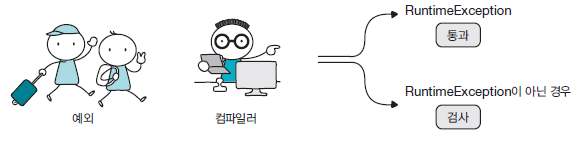 RuntimeException
통과
RuntimeException이 아닌 경우
검사
예외
컴파일러